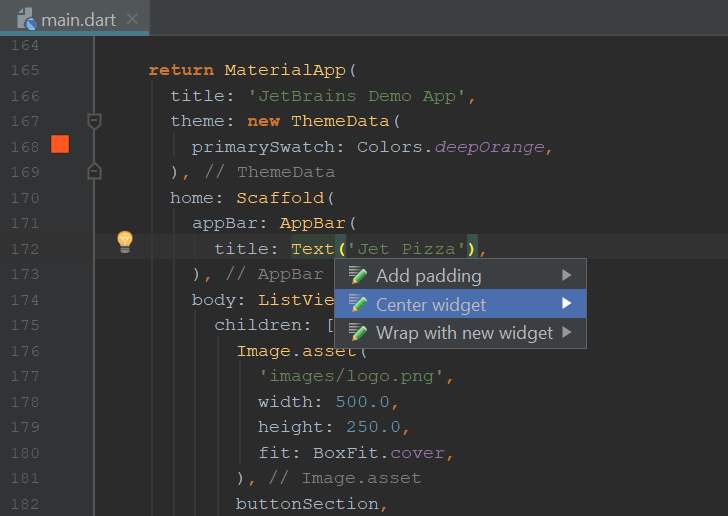 main.dart
164
165 return MaterialApp(
166 title: 'JetBrains Demo App',
167 theme: new ThemeData(
168 primarySwatch: Colors.deepOrange,
169 ), // ThemeData
170 home: Scaffold(
171 appBar: AppBar(
172 title: Text('Jet Pizza'),
173 ), // AppBar
Add padding
174 body: ListVie
Center widget
175 children: [
Wrap with new widget
176 Image.asset(
177 'images/logo.png',
178 width: 500.0,
179 height: 250.0,
180 fit: BoxFit.cover,
181 ), // Image.asset
182 buttonSection,